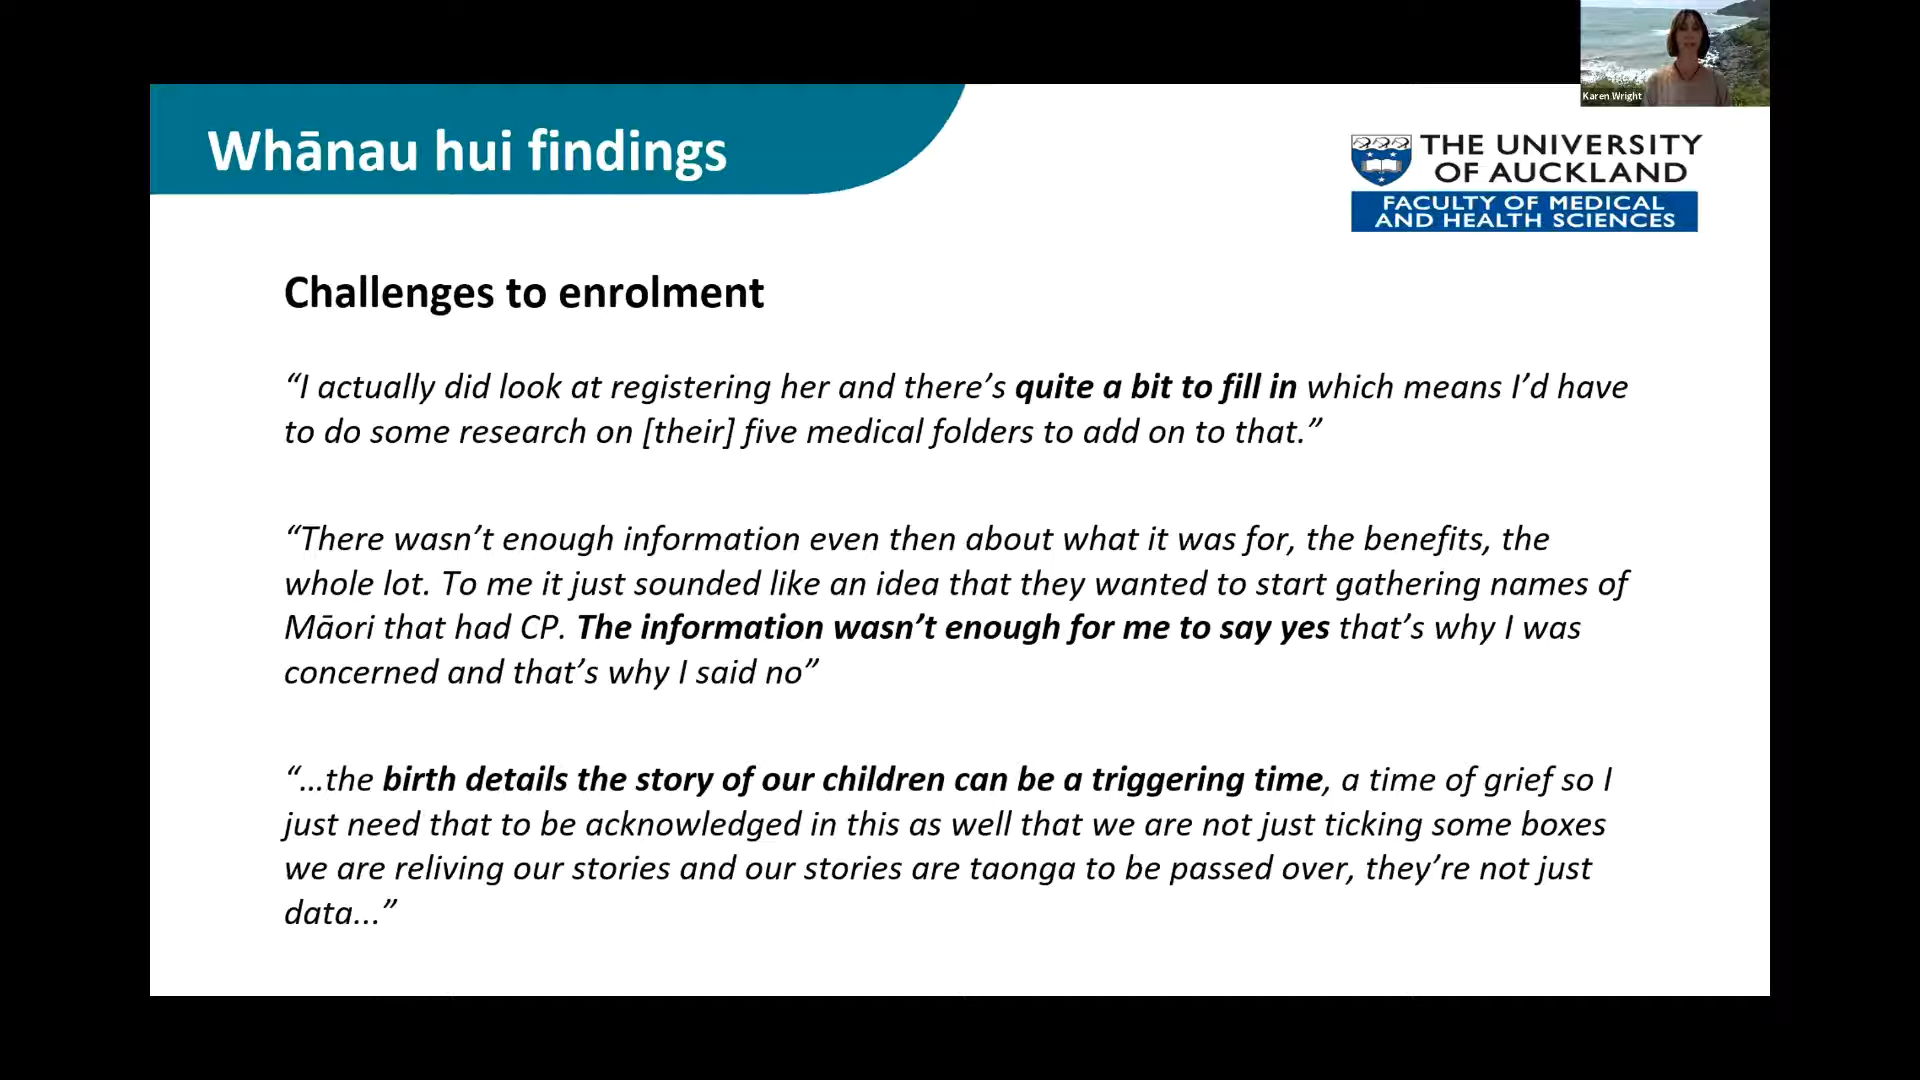 Karen Wright
Whānau hui findings
THE UNIVERSITY
OF AUCKLAND
FACULTY OF MEDICAL
AND HEALTH SCIENCES
Challenges to enrolment
“I actually did look at registering her and there’s quite a bit to fill in which means I’d have
to do some research on [their] five medical folders to add on to that.”
“There wasn’t enough information even then about what it was for, the benefits, the
whole lot. To me it just sounded like an idea that they wanted to start gathering names of
Māori that had CP. The information wasn’t enough for me to say yes that’s why I was
concerned and that’s why I said no”
“…the birth details the story of our children can be a triggering time, a time of grief so I
just need that to be acknowledged in this as well that we are not just ticking some boxes
we are reliving our stories and our stories are taonga to be passed over, they’re not just
data...”